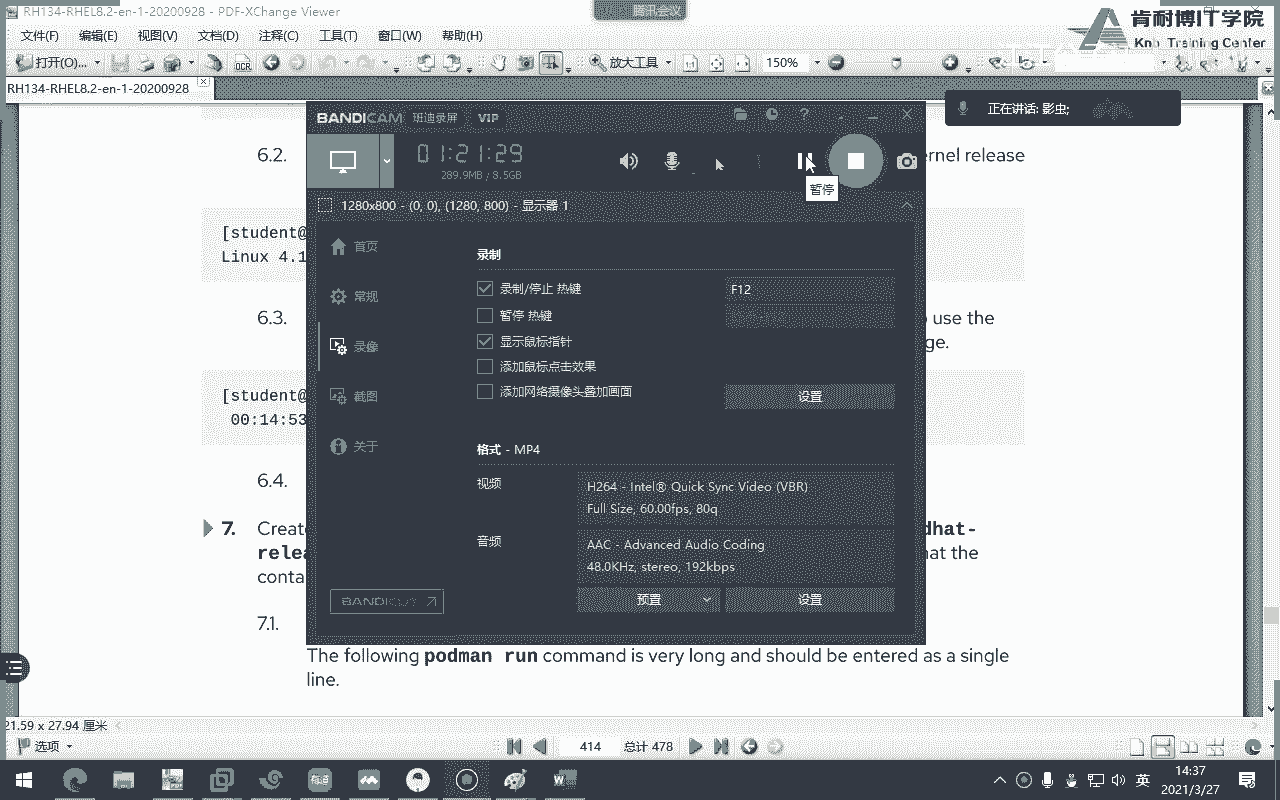 RH134-RHEL8.2-en-1-20200928 - PDF-XChange Viewer
腾讯会议
肯耐博IT学院
Training Center
文件(F) 编辑(E) 视图(V) 文档(D) 注释(C) 工具(T) 窗口(W) 帮助(H)
打开(O)... OCR 放大工具 150%
RH134-RHEL8.2-en-1-20200928
正在讲话: 影虫;
BANDICAM 班迪录屏 VIP
01:21:29
289.9MB / 8.5GB
暂停
1280x800 - (0, 0), (1280, 800) - 显示器 1
首页
常规
录像
截图
关于
BANDICUT
录制
录制/停止 热键 F12
暂停 热键
显示鼠标指针
添加鼠标点击效果
添加网络摄像头叠加画面 设置
格式 - MP4
视频
H264 - Intel® Quick Sync Video (VBR)
Full Size, 60.00fps, 80q
音频
AAC - Advanced Audio Coding
48.0KHz, stereo, 192kbps
预置 设置
6.2. ernel release
[student@
Linux 4.1
6.3. use the
ge.
[student@
00:14:53
6.4.
7. Creat dhat-
relea hat the
conta
7.1.
The following podman run command is very long and should be entered as a single
line.
21.59 x 27.94 厘米
选项 414 总计 478
英 14:37
2021/3/27